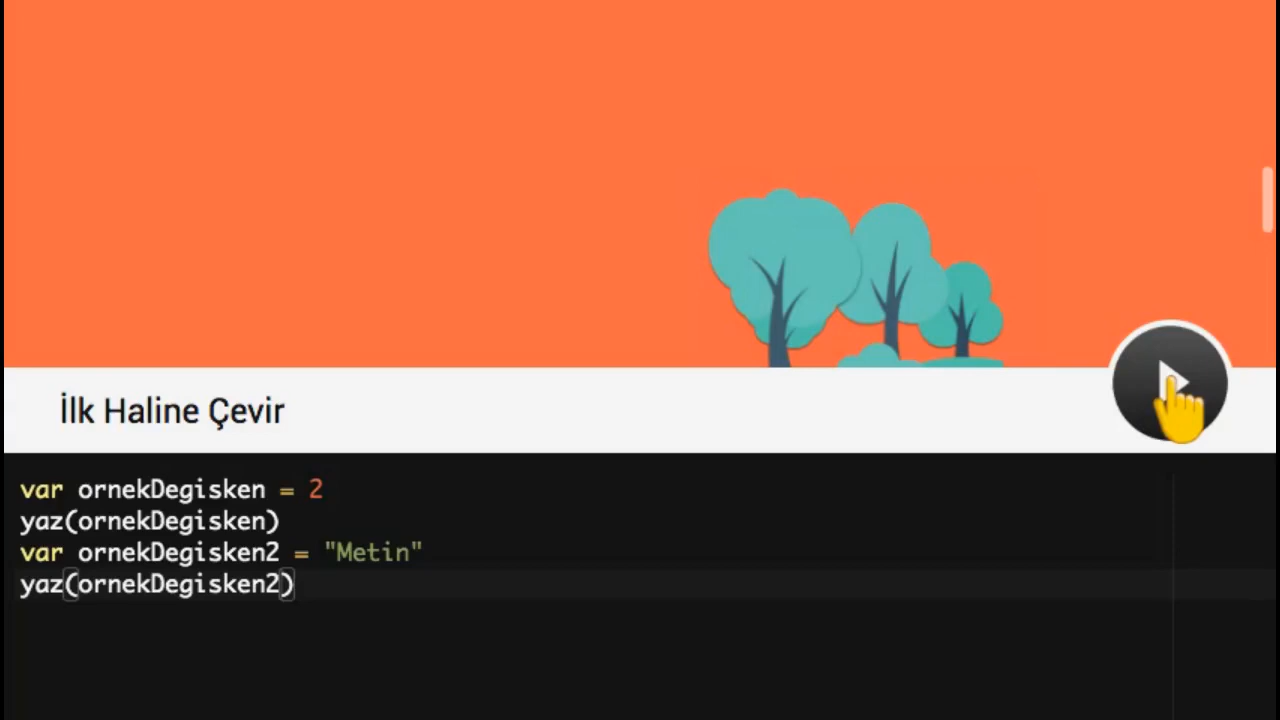 İlk Haline Çevir
var ornekDegisken = 2
yaz(ornekDegisken)
var ornekDegisken2 = "Metin"
yaz(ornekDegisken2)